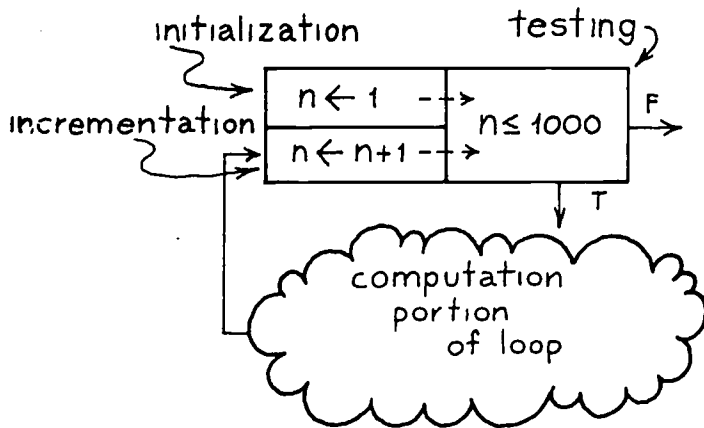 initialization
testing
n ← 1
F
incrementation
n ≤ 1000
n ← n+1
T
computation
portion
of loop